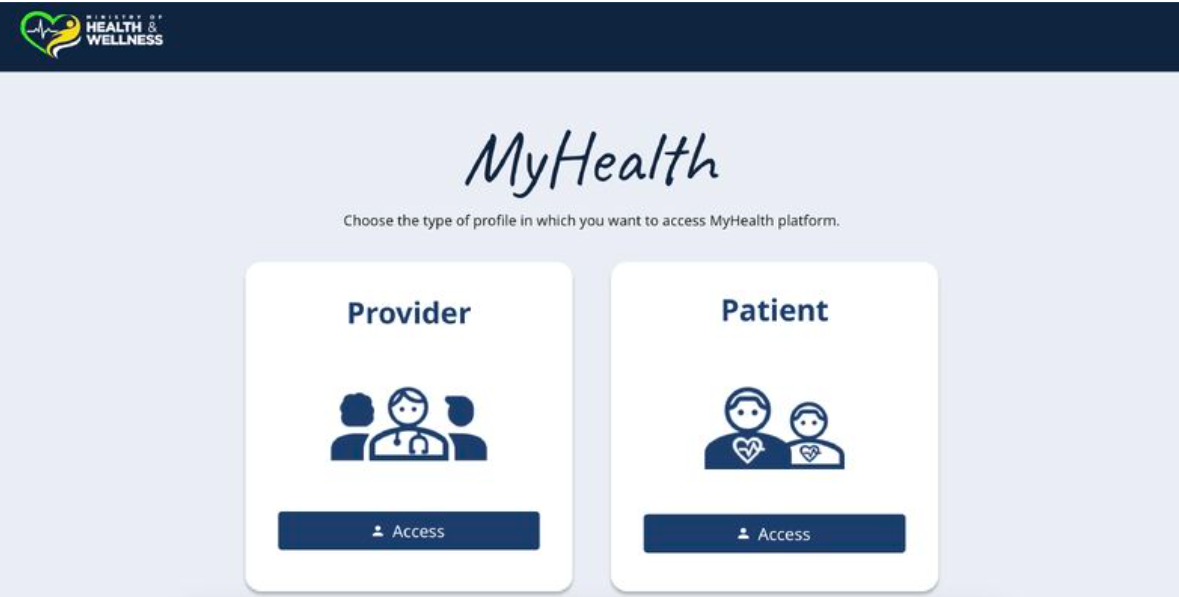 MINISTRY OF
HEALTH &
WELLNESS
MyHealth
Choose the type of profile in which you want to access MyHealth platform.
Provider
Patient
Access
Access